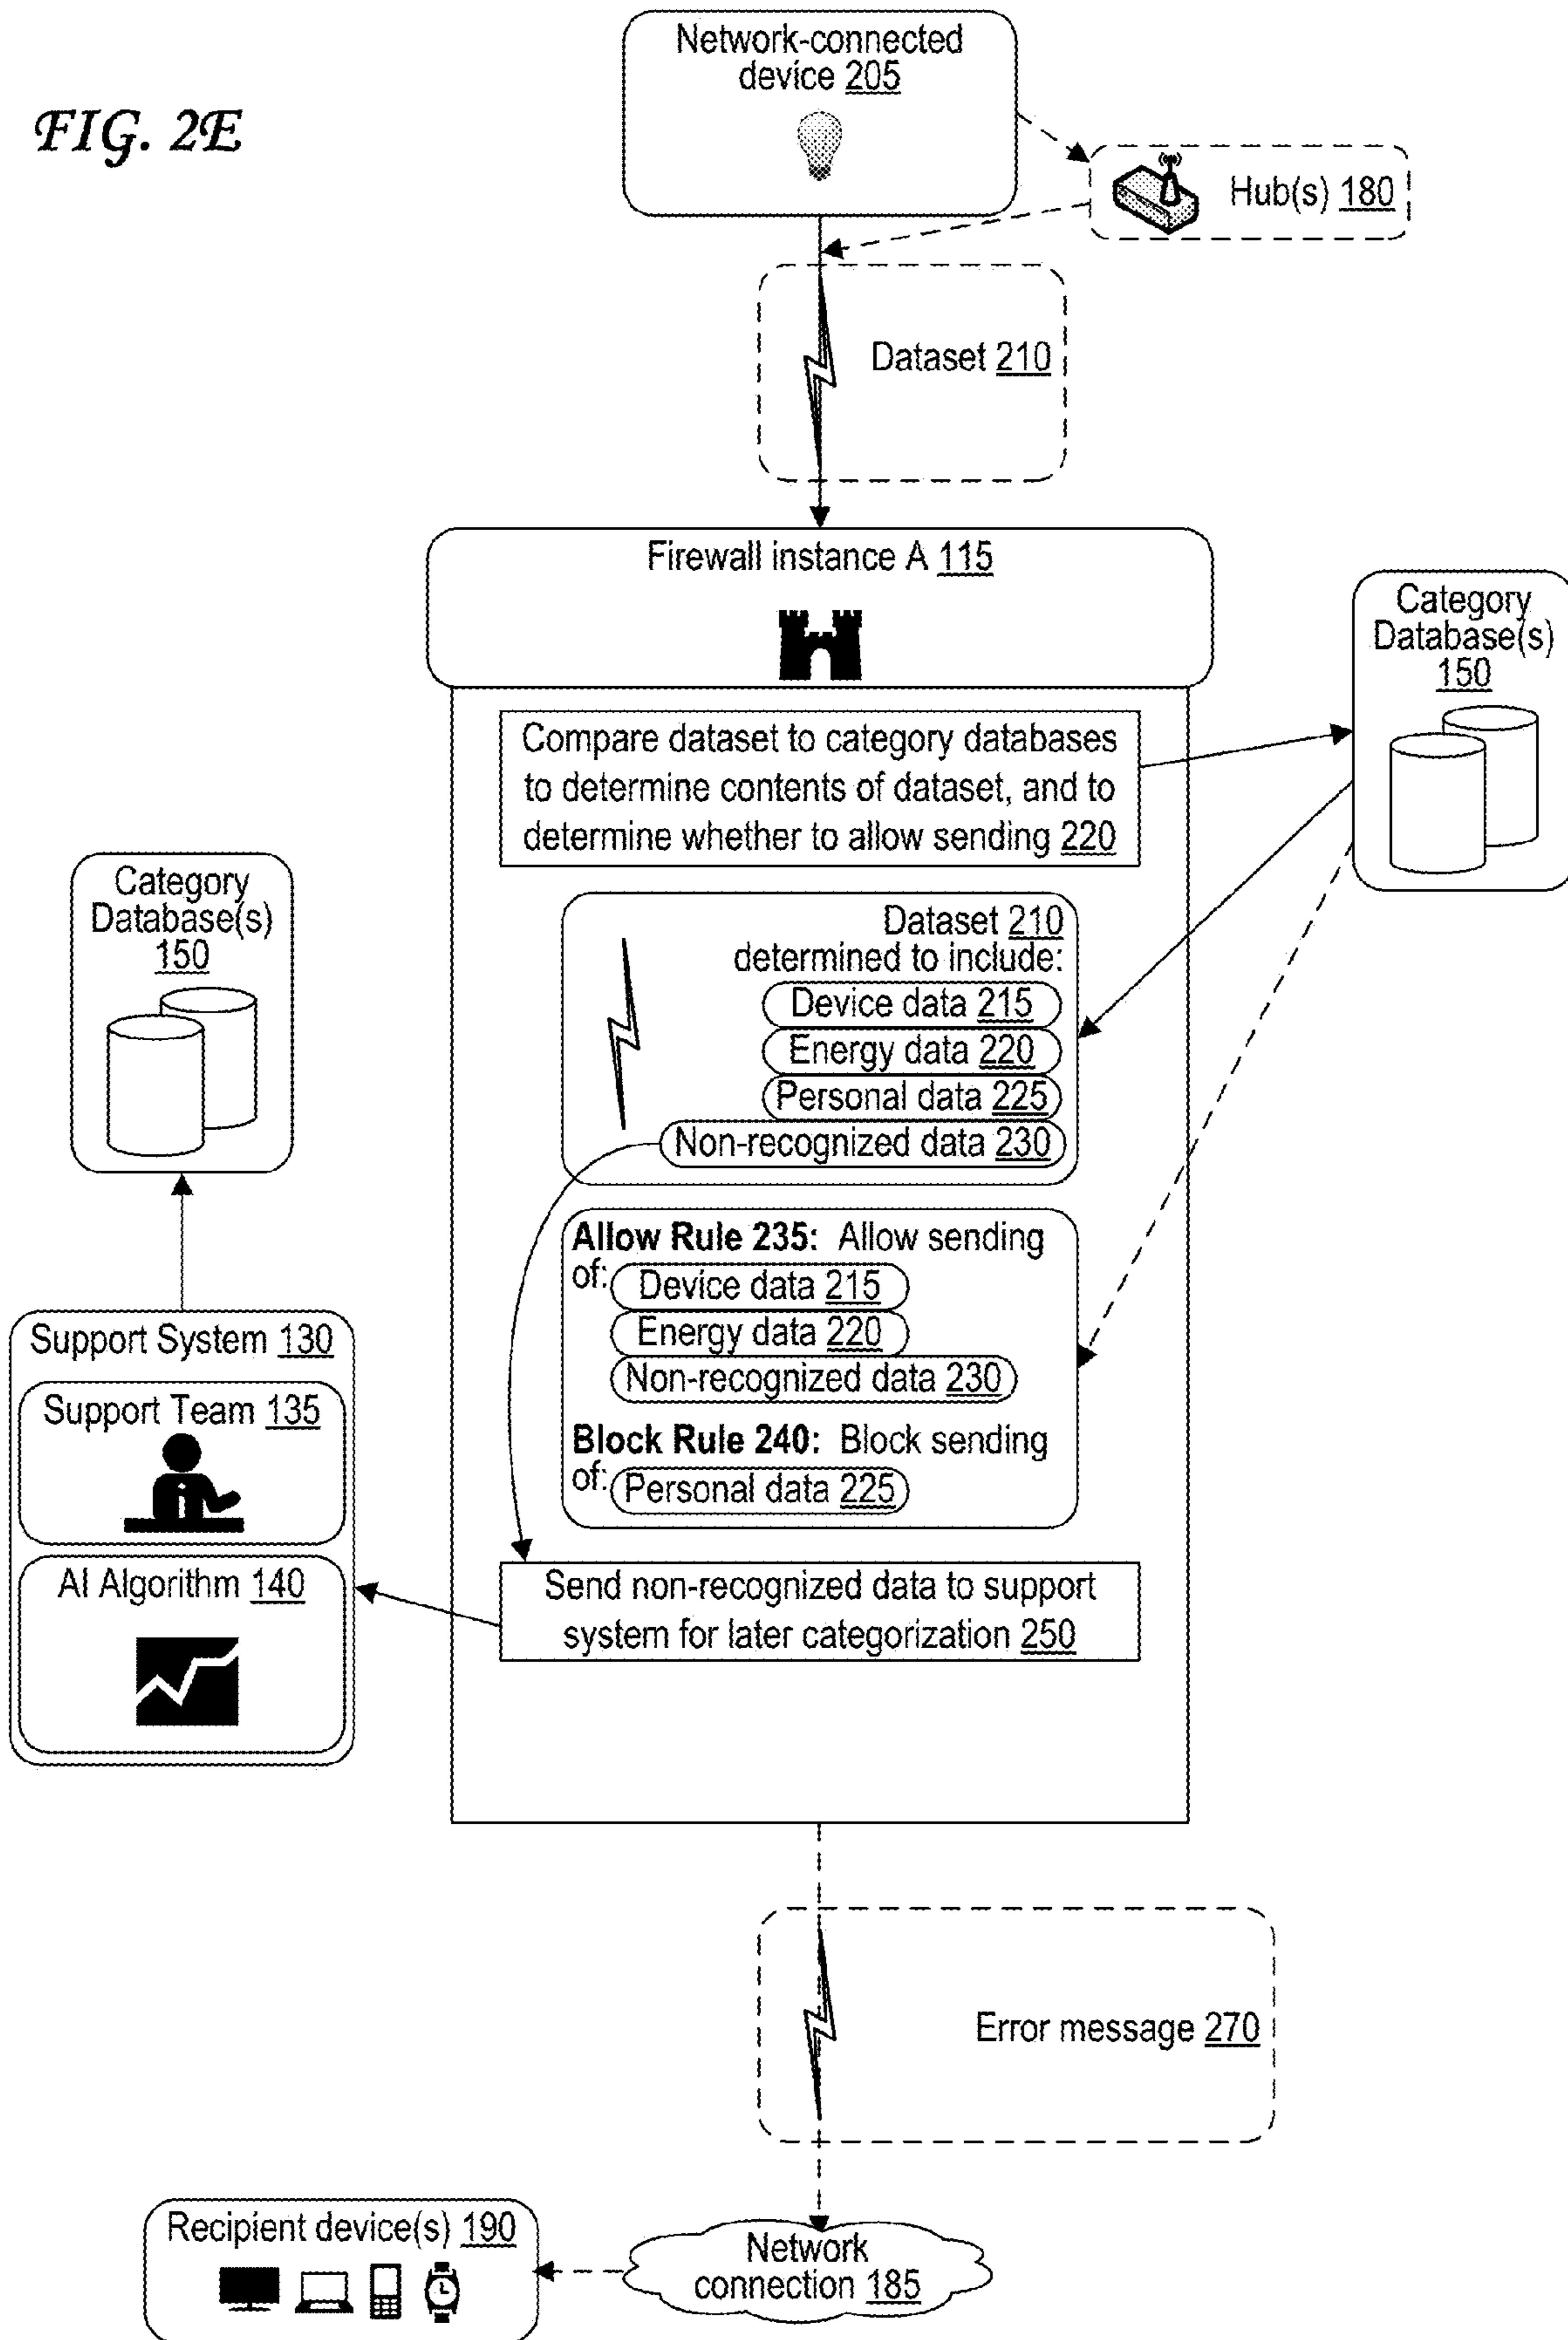 FIG. 2E
Network-connected
device 205
Hub(s) 180
Dataset 210
Firewall instance A 115
Category
Database(s)
150
Compare dataset to category databases
to determine contents of dataset, and to
determine whether to allow sending 220
Category
Database(s)
150
Dataset 210
determined to include:
Device data 215
Energy data 220
Personal data 225
Non-recognized data 230
Allow Rule 235: Allow sending
of: Device data 215
Energy data 220
Non-recognized data 230
Block Rule 240: Block sending
of: Personal data 225
Support System 130
Support Team 135
AI Algorithm 140
Send non-recognized data to support
system for later categorization 250
Error message 270
Recipient device(s) 190
Network
connection 185